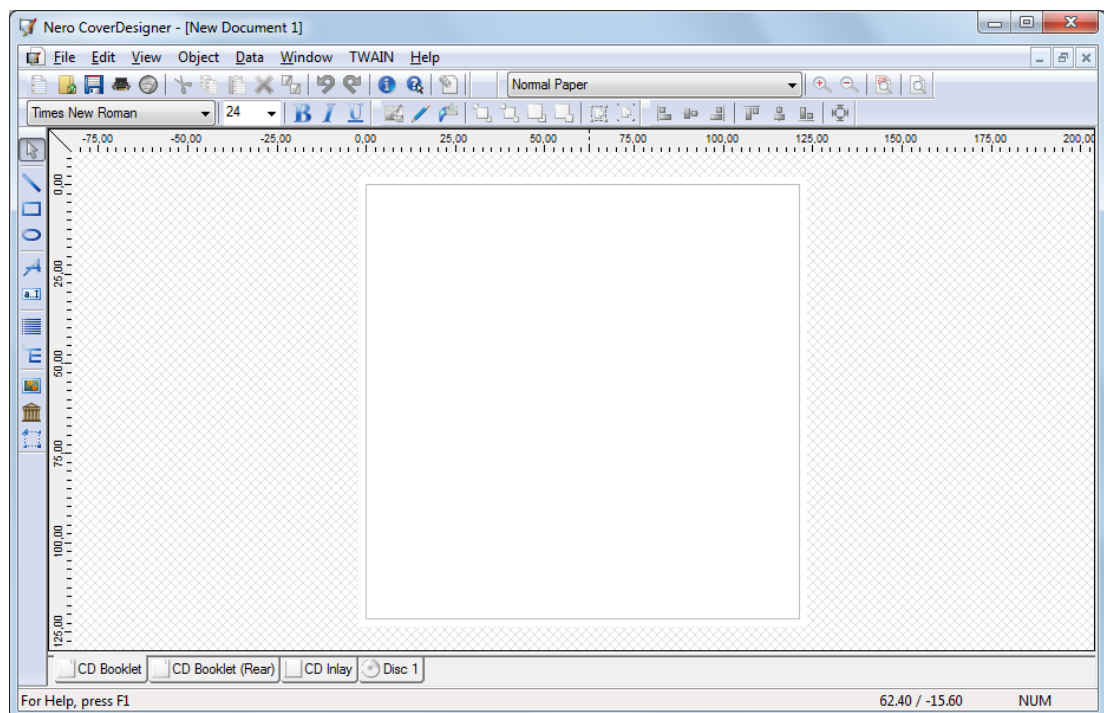 Nero CoverDesigner - [New Document 1]
File Edit View Object Data Window TWAIN Help
Normal Paper
Times New Roman 24 B I U
-75,00 -50,00 -25,00 0,00 25,00 50,00 75,00 100,00 125,00 150,00 175,00 200,00
0,00
25,00
a..I
50,00
75,00
100,00
125,00
CD Booklet CD Booklet (Rear) CD Inlay Disc 1
For Help, press F1 62.40 / -15.60 NUM